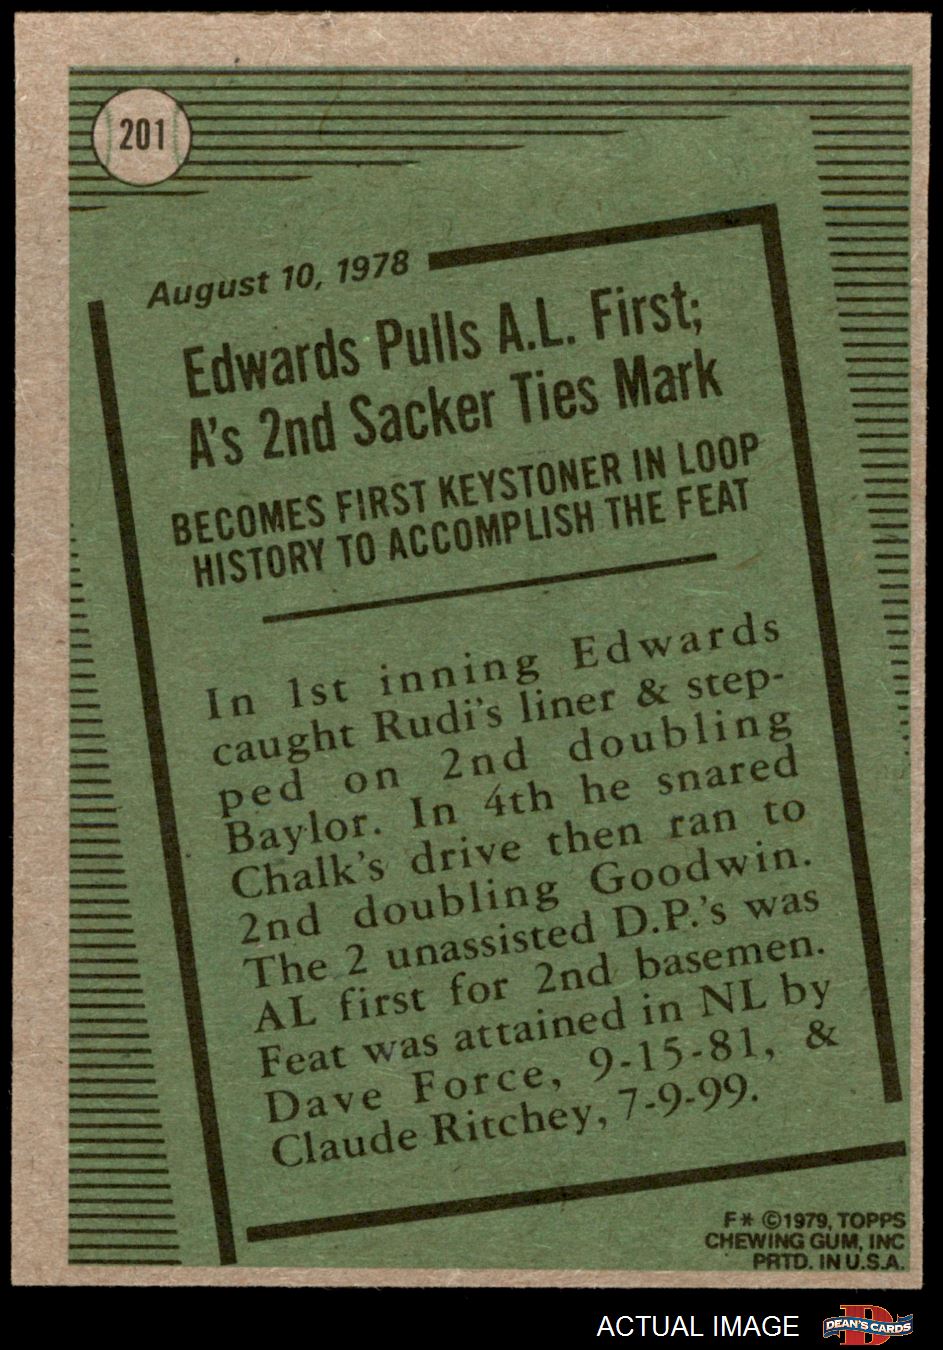 201
August 10, 1978
Edwards Pulls A.L. First;
A's 2nd Sacker Ties Mark
BECOMES FIRST KEYSTONER IN LOOP
HISTORY TO ACCOMPLISH THE FEAT
In 1st inning Edwards
caught Rudi's liner & step-
ped on 2nd doubling
Baylor. In 4th he snared
Chalk's drive then ran to
2nd doubling Goodwin.
The 2 unassisted D.P.'s was
AL first for 2nd basemen.
Feat was attained in NL by
Dave Force, 9-15-81, &
Claude Ritchey, 7-9-99.
F* ©1979, TOPPS
CHEWING GUM, INC
PRTD. IN U.S.A.
ACTUAL IMAGE
D
DEAN'S CARDS